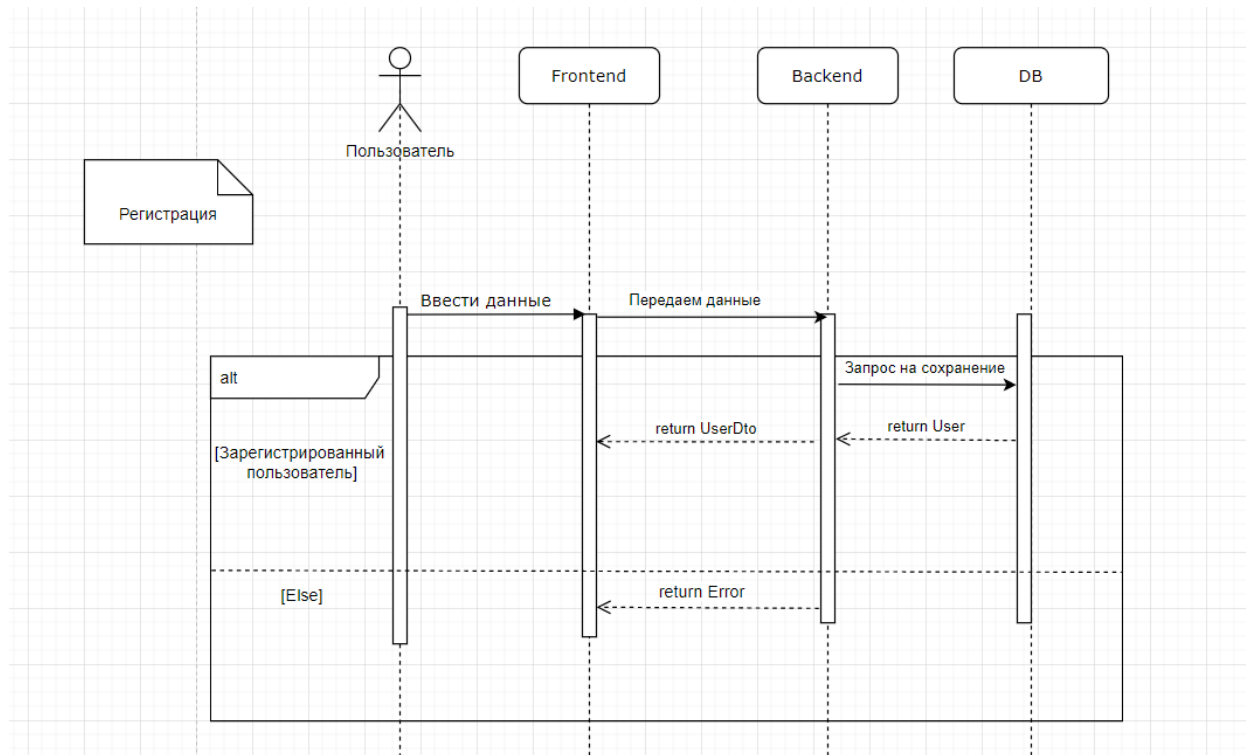 Frontend
Backend
DB
Пользователь
Регистрация
Ввести данные
Передаем данные
alt
Запрос на сохранение
return UserDto
return User
[Зарегистрированный
пользователь]
[Else]
return Error